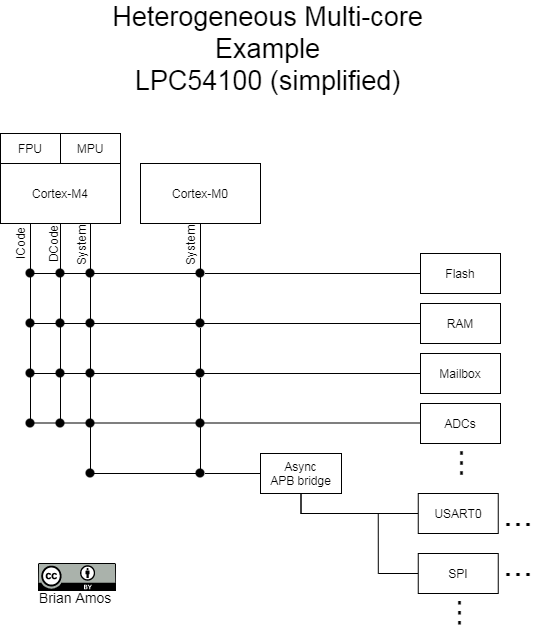 Heterogeneous Multi-core
Example
LPC54100 (simplified)
FPU
MPU
Cortex-M4
Cortex-M0
ICode
DCode
System
System
Flash
RAM
Mailbox
ADCs
Async
APB bridge
USART0
SPI
cc
BY
Brian Amos